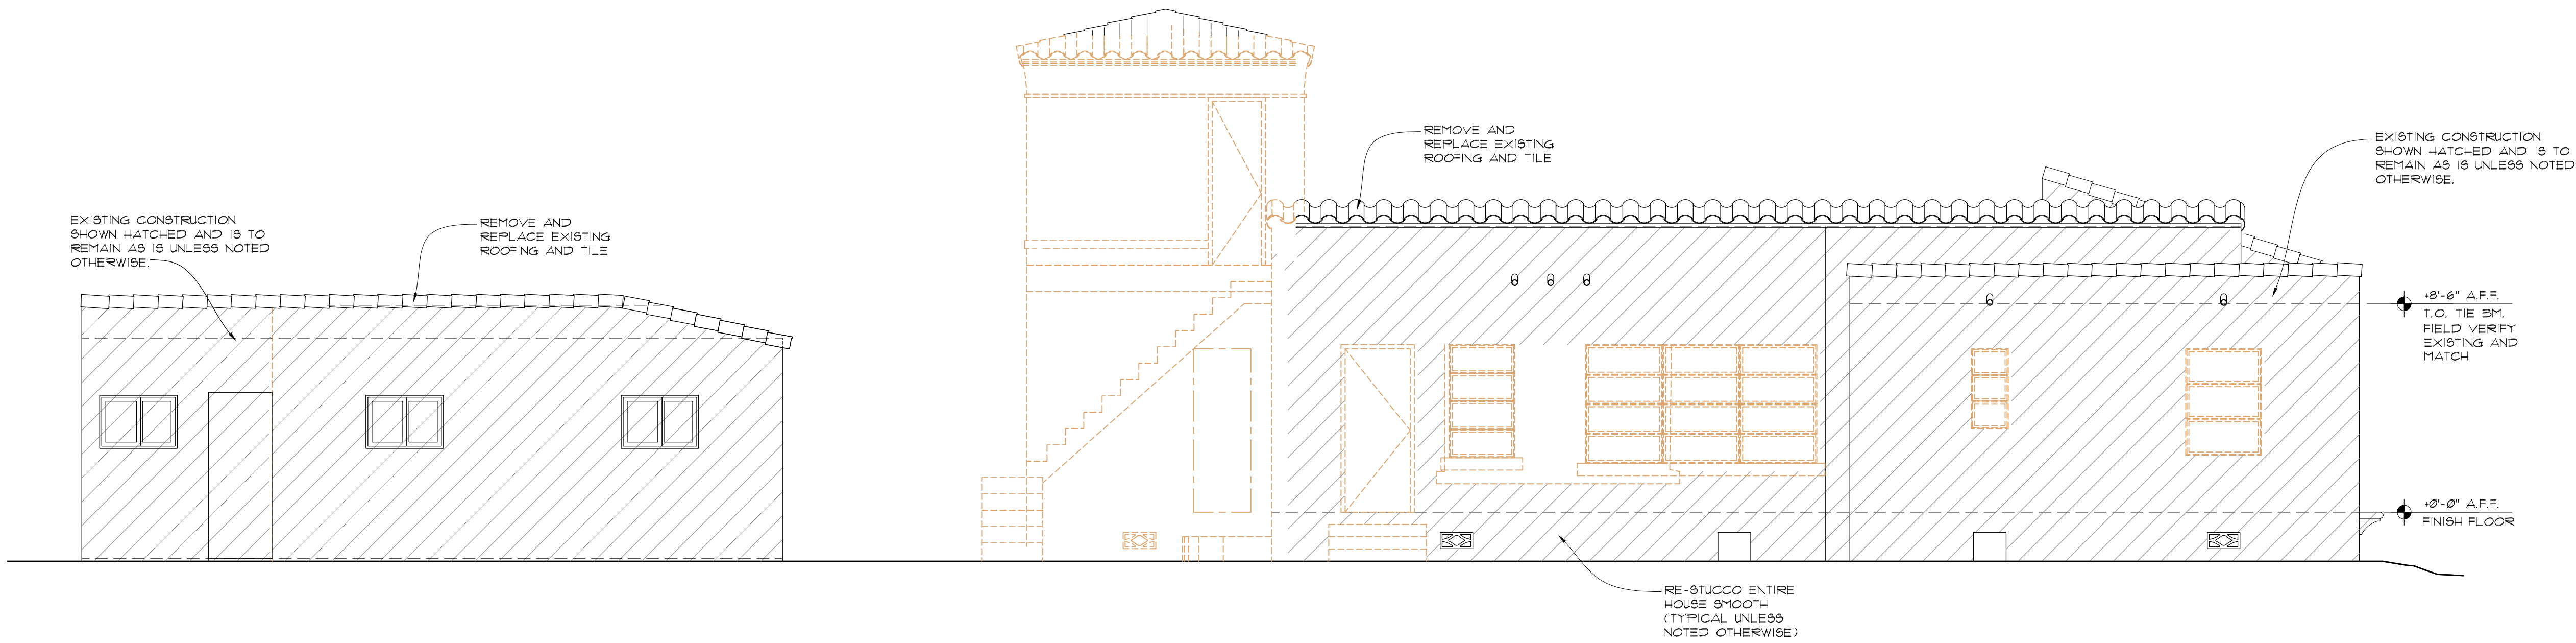 EXISTING CONSTRUCTION
SHOWN HATCHED AND IS TO
REMAIN AS IS UNLESS NOTED
OTHERWISE.
REMOVE AND
REPLACE EXISTING
ROOFING AND TILE
REMOVE AND
REPLACE EXISTING
ROOFING AND TILE
EXISTING CONSTRUCTION
SHOWN HATCHED AND IS TO
REMAIN AS IS UNLESS NOTED
OTHERWISE.
+8'-6" A.F.F.
T.O. TIE BM.
FIELD VERIFY
EXISTING AND
MATCH
+0'-0" A.F.F.
FINISH FLOOR
RE-STUCCO ENTIRE
HOUSE SMOOTH
(TYPICAL UNLESS
NOTED OTHERWISE)